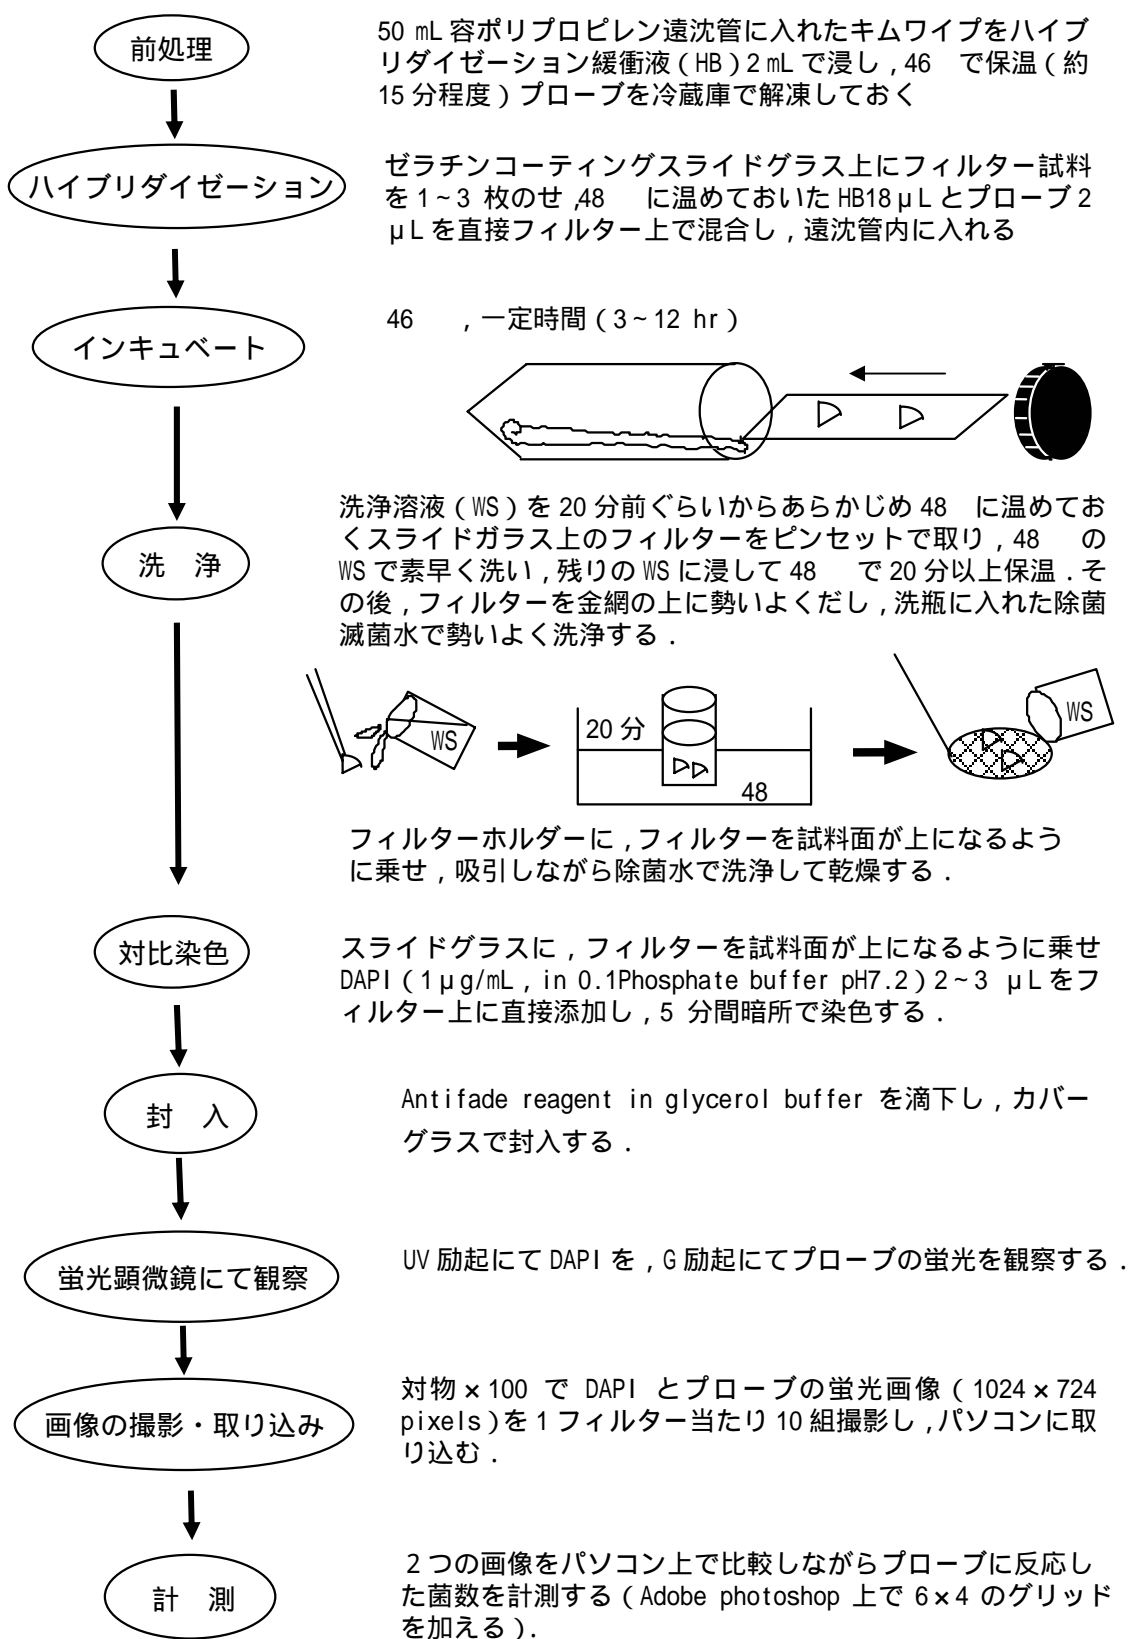 前処理
50 mL 容ポリプロピレン遠沈管に入れたキムワイプをハイブ
リダイゼーション緩衝液（HB）2 mL で浸し，46　で保温（約
15 分程度）プローブを冷蔵庫で解凍しておく
ハイブリダイゼーション
ゼラチンコーティングスライドグラス上にフィルター試料
を 1~3 枚のせ，48　に温めておいた HB18 μL とプローブ 2
μL を直接フィルター上で混合し，遠沈管内に入れる
インキュベート
46　，一定時間（3~12 hr）
洗　浄
洗浄溶液（WS）を 20 分前ぐらいからあらかじめ 48　に温めてお
くスライドガラス上のフィルターをピンセットで取り，48　の
WS で素早く洗い，残りの WS に浸して 48　で 20 分以上保温．そ
の後，フィルターを金網の上に勢いよくだし，洗瓶に入れた除菌
滅菌水で勢いよく洗浄する．
WS
20 分
48
WS
フィルターホルダーに，フィルターを試料面が上になるよう
に乗せ，吸引しながら除菌水で洗浄して乾燥する．
対比染色
スライドグラスに，フィルターを試料面が上になるように乗せ
DAPI（1 μg/mL，in 0.1Phosphate buffer pH7.2）2~3 μL をフ
ィルター上に直接添加し，5 分間暗所で染色する．
封　入
Antifade reagent in glycerol buffer を滴下し，カバー
グラスで封入する．
蛍光顕微鏡にて観察
UV 励起にて DAPI を，G 励起にてプローブの蛍光を観察する．
画像の撮影・取り込み
対物×100 で DAPI とプローブの蛍光画像（1024×724
pixels）を 1 フィルター当たり 10 組撮影し，パソコンに取
り込む．
計　測
2 つの画像をパソコン上で比較しながらプローブに反応し
た菌数を計測する（Adobe photoshop 上で 6×4 のグリッド
を加える）．